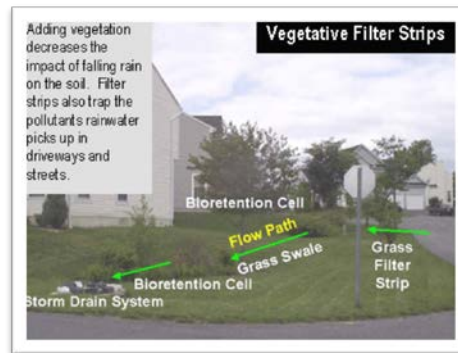 Adding vegetation
decreases the
impact of falling rain
on the soil. Filter
strips also trap the
pollutants rainwater
picks up in
driveways and
streets.
Vegetative Filter Strips
Bioretention Cell
Flow Path
Grass Swale
Grass
Filter
Strip
Bioretention Cell
Storm Drain System